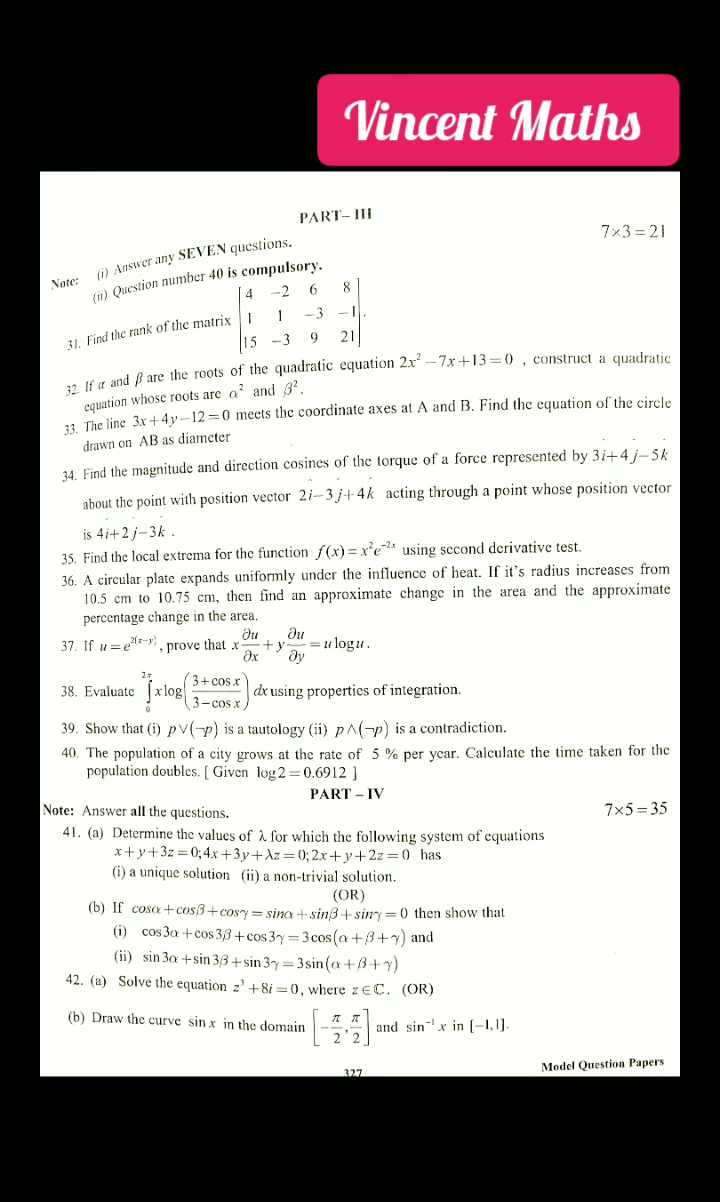 Vincent Maths
PART– III
7×3 = 21
Note: (i) Answer any SEVEN questions.
(ii) Question number 40 is compulsory.
31. Find the rank of the matrix |4 −2 6 8|
|1 1 −3 −1| .
|15 −3 9 21|
32. If α and β are the roots of the quadratic equation 2x² − 7x + 13 = 0 , construct a quadratic
equation whose roots are α² and β².
33. The line 3x + 4y − 12 = 0 meets the coordinate axes at A and B. Find the equation of the circle
drawn on AB as diameter
34. Find the magnitude and direction cosines of the torque of a force represented by 3i+4 j−5k
about the point with position vector 2i−3 j+4k acting through a point whose position vector
is 4i+2 j−3k .
35. Find the local extrema for the function f(x) = x²e⁻²ˣ using second derivative test.
36. A circular plate expands uniformly under the influence of heat. If it's radius increases from
10.5 cm to 10.75 cm, then find an approximate change in the area and the approximate
percentage change in the area.
37. If u = e^{2(x−y)}, prove that x ∂u/∂x + y ∂u/∂y = u log u .
38. Evaluate ∫₀^{2π} x log((3 + cos x)/(3 − cos x)) dx using properties of integration.
39. Show that (i) p ∨ (¬p) is a tautology (ii) p ∧ (¬p) is a contradiction.
40. The population of a city grows at the rate of 5 % per year. Calculate the time taken for the
population doubles. [ Given log 2 = 0.6912 ]
PART – IV
Note: Answer all the questions.
7×5 = 35
41. (a) Determine the values of λ for which the following system of equations
x + y + 3z = 0; 4x + 3y + λz = 0; 2x + y + 2z = 0 has
(i) a unique solution (ii) a non-trivial solution.
(OR)
(b) If cosα + cosβ + cosγ = sinα + sinβ + sinγ = 0 then show that
(i) cos3α + cos3β + cos3γ = 3cos(α + β + γ) and
(ii) sin3α + sin3β + sin3γ = 3sin(α + β + γ)
42. (a) Solve the equation z³ + 8i = 0, where z ∈ ℂ. (OR)
(b) Draw the curve sin x in the domain [−π/2, π/2] and sin⁻¹ x in [−1,1].
327
Model Question Papers